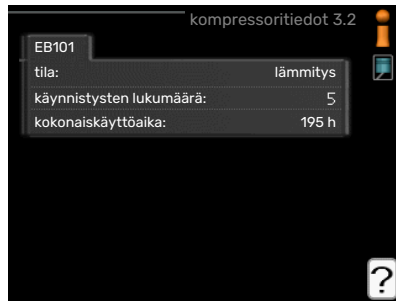 kompressoritiedot 3.2
EB101
tila: lämmitys
käynnistysten lukumäärä: 5
kokonaiskäyttöaika: 195 h
?